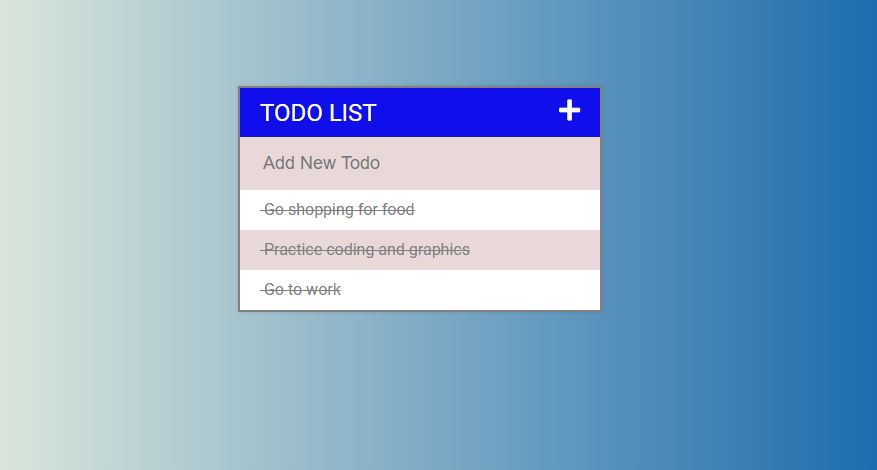 TODO LIST
Add New Todo
Go shopping for food
Practice coding and graphics
Go to work